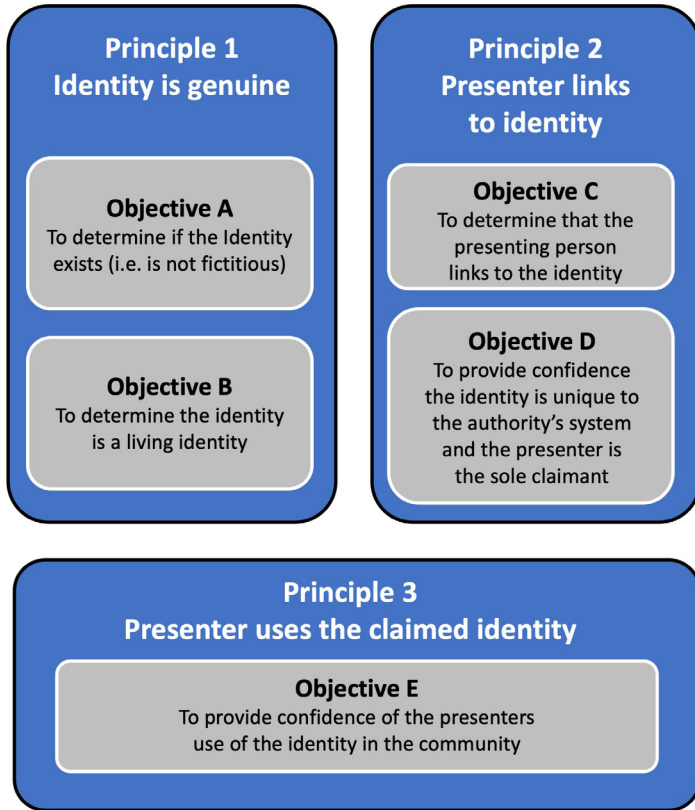 Principle 1
Identity is genuine
Objective A
To determine if the Identity
exists (i.e. is not fictitious)
Objective B
To determine the identity
is a living identity
Principle 2
Presenter links
to identity
Objective C
To determine that the
presenting person
links to the identity
Objective D
To provide confidence
the identity is unique to
the authority’s system
and the presenter is
the sole claimant
Principle 3
Presenter uses the claimed identity
Objective E
To provide confidence of the presenters
use of the identity in the community